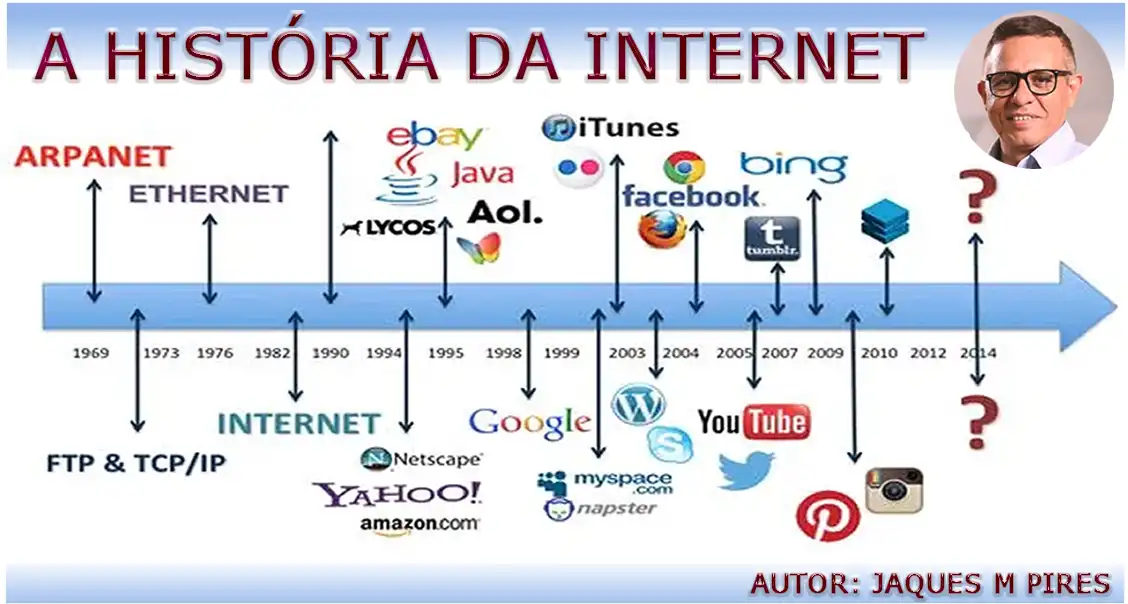 A HISTÓRIA DA INTERNET
ARPANET
ETHERNET
ebay
Java
LYCOS
Aol.
iTunes
facebook
bing
t
tumblr.
?
1969 1973 1976 1982 1990 1994 1995 1998 1999 2003 2004 2005 2007 2009 2010 2012 2014
FTP & TCP/IP
INTERNET
N Netscape®
YAHOO!
amazon.com®
Google
myspace
.com
napster
W
S
YouTube
P
?
AUTOR: JAQUES M PIRES